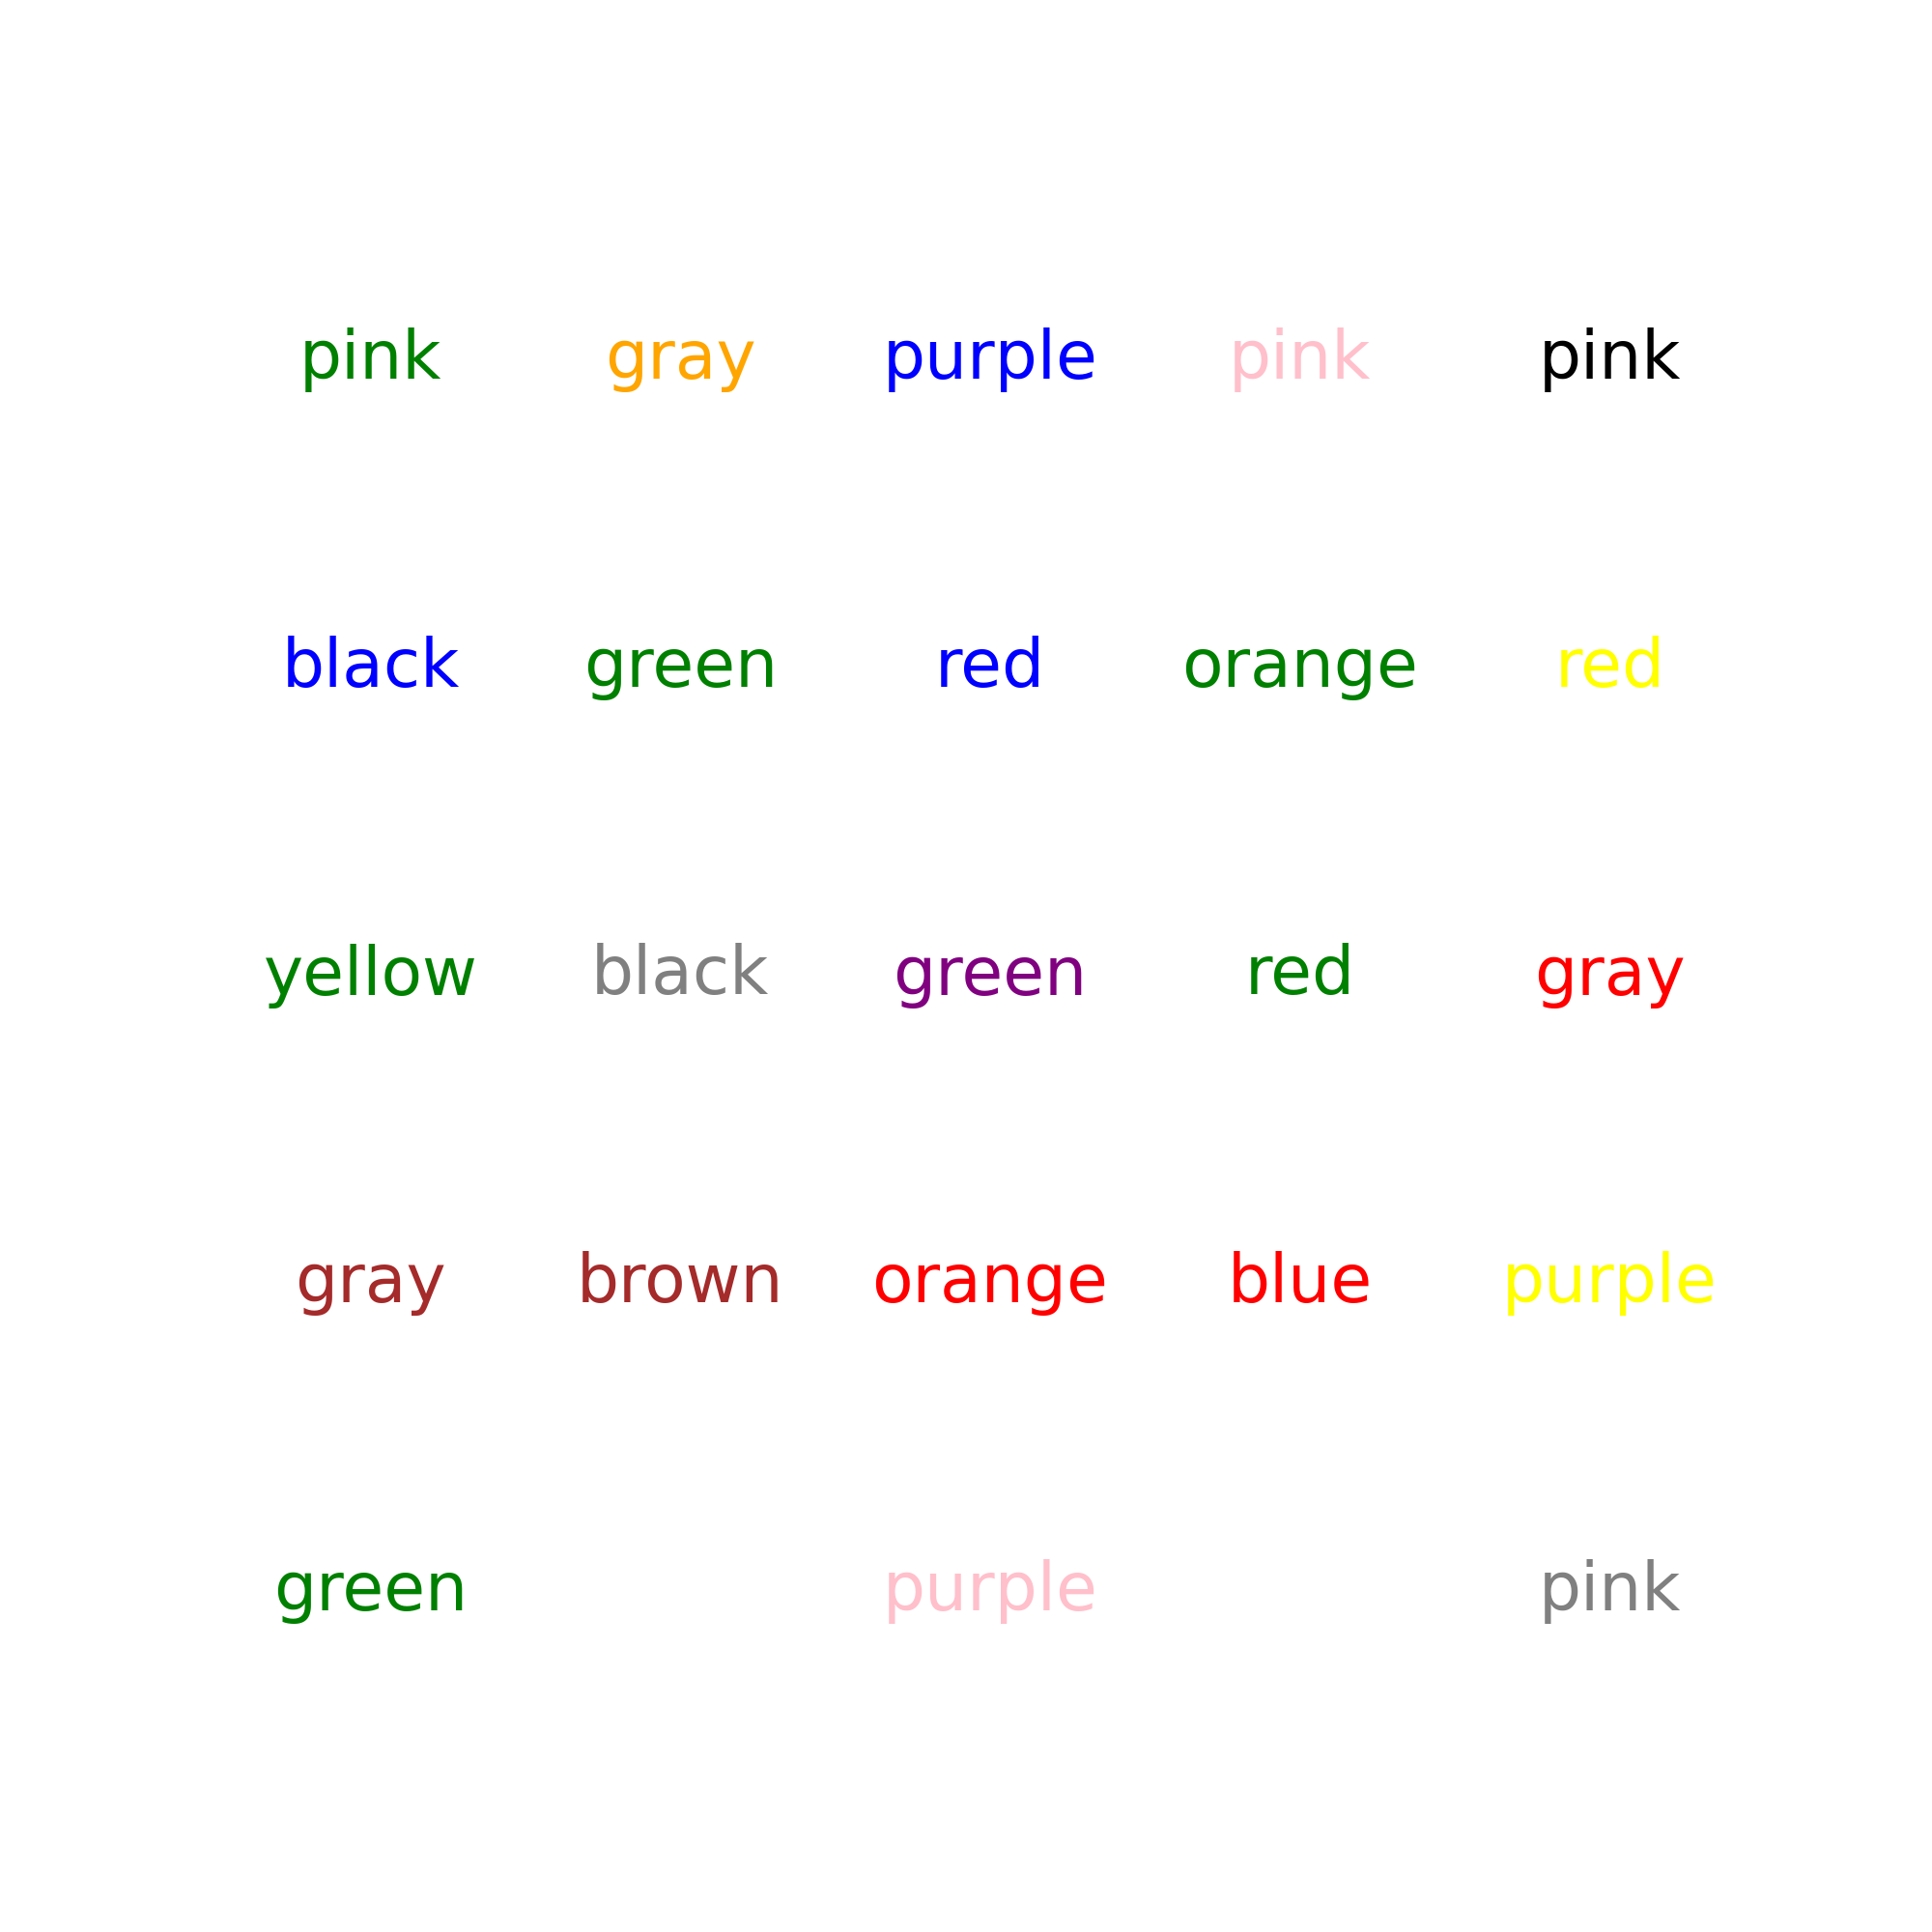 pink gray purple pink pink
black green red orange red
yellow black green red gray
gray brown orange blue purple
green purple pink